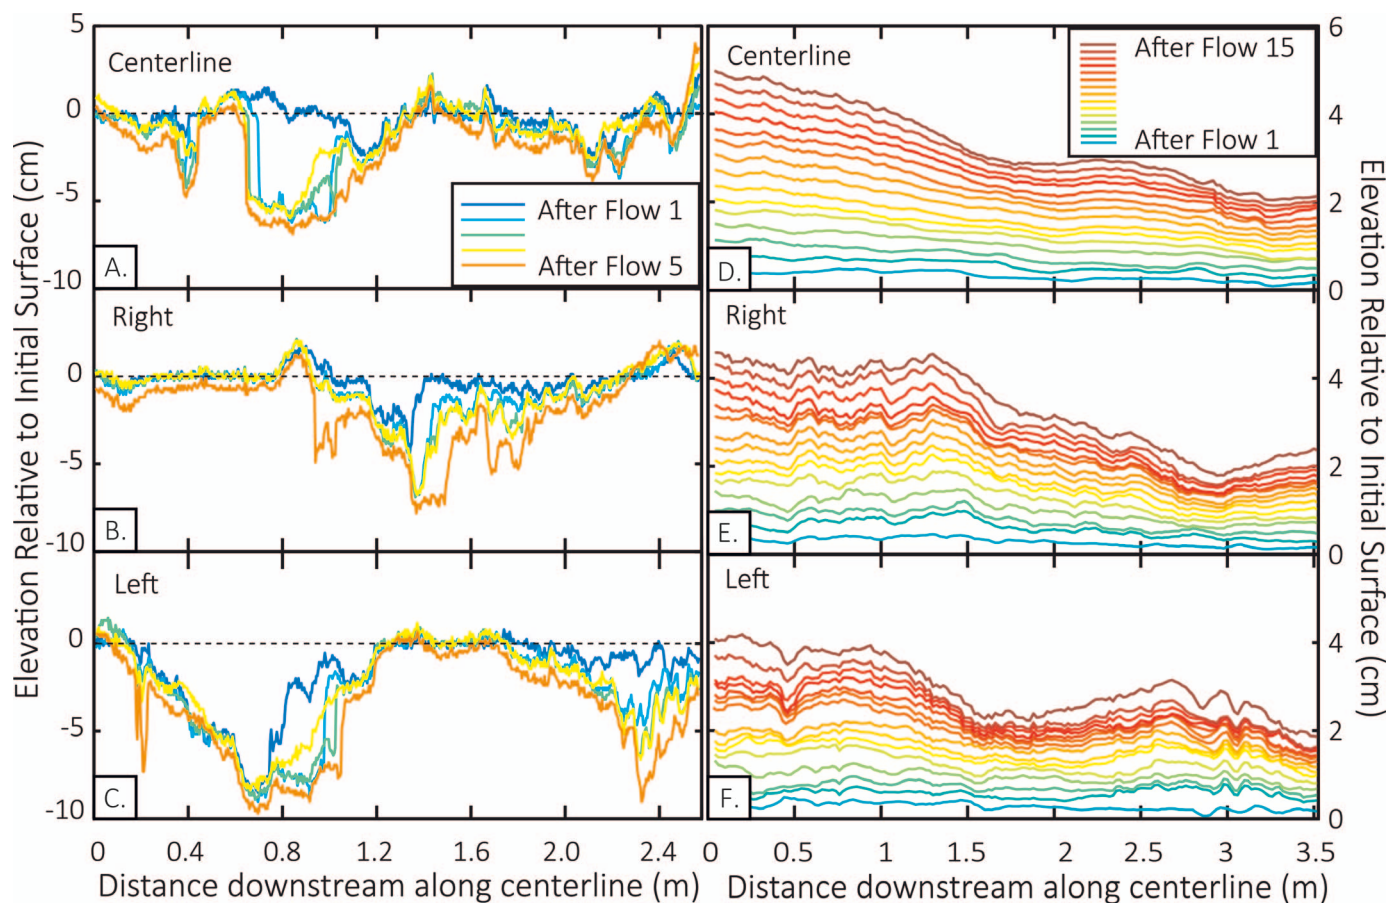 5
0
-5
-10
Centerline
A.
After Flow 1
After Flow 5
Right
0
-5
-10
B.
Left
0
-5
-10
C.
0 0.4 0.8 1.2 1.6 2.0 2.4
Distance downstream along centerline (m)
Elevation Relative to Initial Surface (cm)
Centerline
After Flow 15
After Flow 1
D.
6
4
2
0
Right
E.
4
2
0
Left
F.
4
2
0
0 0.5 1 1.5 2 2.5 3 3.5
Distance downstream along centerline (m)
Elevation Relative to Initial Surface (cm)